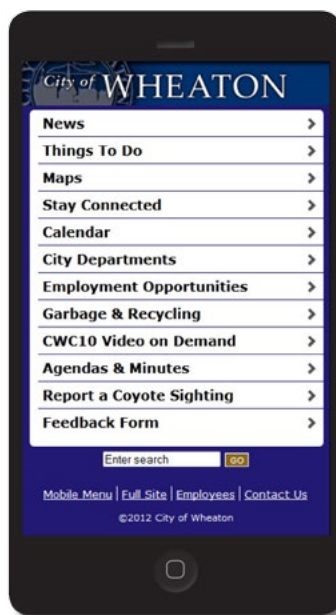 City of WHEATON
News
Things To Do
Maps
Stay Connected
Calendar
City Departments
Employment Opportunities
Garbage & Recycling
CWC10 Video on Demand
Agendas & Minutes
Report a Coyote Sighting
Feedback Form
Enter search GO
Mobile Menu | Full Site | Employees | Contact Us
©2012 City of Wheaton